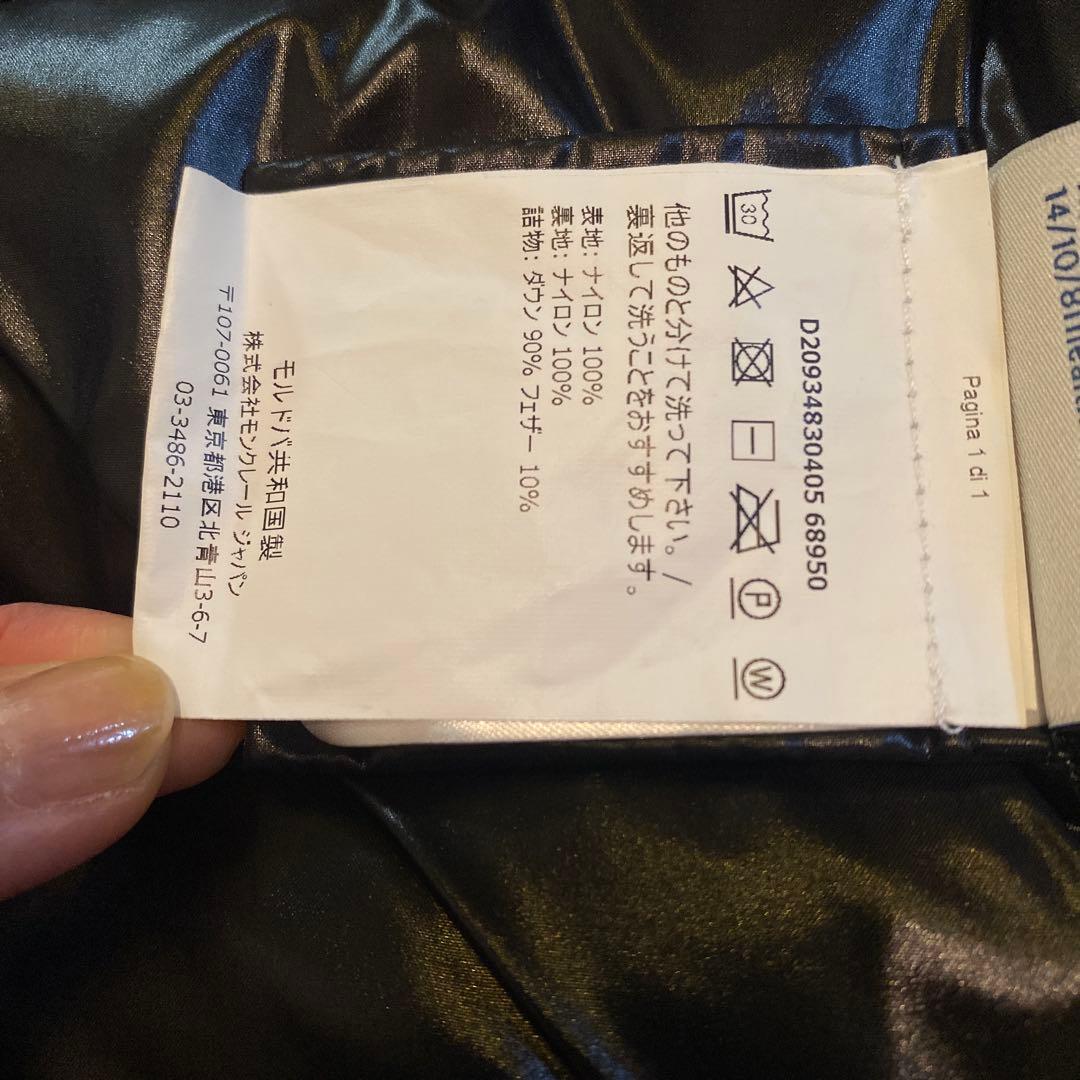 Pagina 1 di 1
D20934830405 68950
30
P
W
他のものと分けて洗って下さい。/
裏返して洗うことをおすすめします。
表地: ナイロン 100%
裏地: ナイロン 100%
詰物: ダウン 90% フェザー 10%
モルドバ共和国製
株式会社モンクレール ジャパン
〒107-0061 東京都港区北青山3-6-7
03-3486-2110
14/10/8